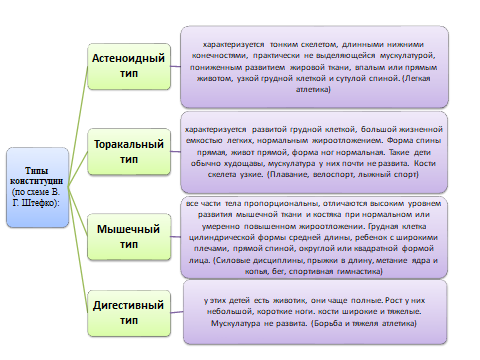 Типы
конституции
(по схеме В.
Г. Штефко):
Астеноидный
тип
характеризуется тонким скелетом, длинными нижними
конечностями, практически не выделяющейся мускулатурой,
пониженным развитием жировой ткани, впалым или прямым
животом, узкой грудной клеткой и сутулой спиной. (Легкая
атлетика)
Торакальный
тип
характеризуется развитой грудной клеткой, большой жизненной
емкостью легких, нормальным жироотложением. Форма спины
прямая, живот прямой, форма ног нормальная. Такие дети
обычно худощавы, мускулатура у них почти не развита. Кости
скелета узкие. (Плавание, велоспорт, лыжный спорт)
Мышечный
тип
все части тела пропорциональны, отличаются высоким уровнем
развития мышечной ткани и костяка при нормальном или
умеренно повышенном жироотложении. Грудная клетка
цилиндрической формы средней длины, ребенок с широкими
плечами, прямой спиной, округлой или квадратной формой
лица. (Силовые дисциплины, прыжки в длину, метание ядра и
копья, бег, спортивная гимнастика)
Дигестивный
тип
у этих детей есть животик, они чаще полные. Рост у них
небольшой, короткие ноги. кости широкие и тяжелые.
Мускулатура не развита. (Борьба и тяжеля атлетика)